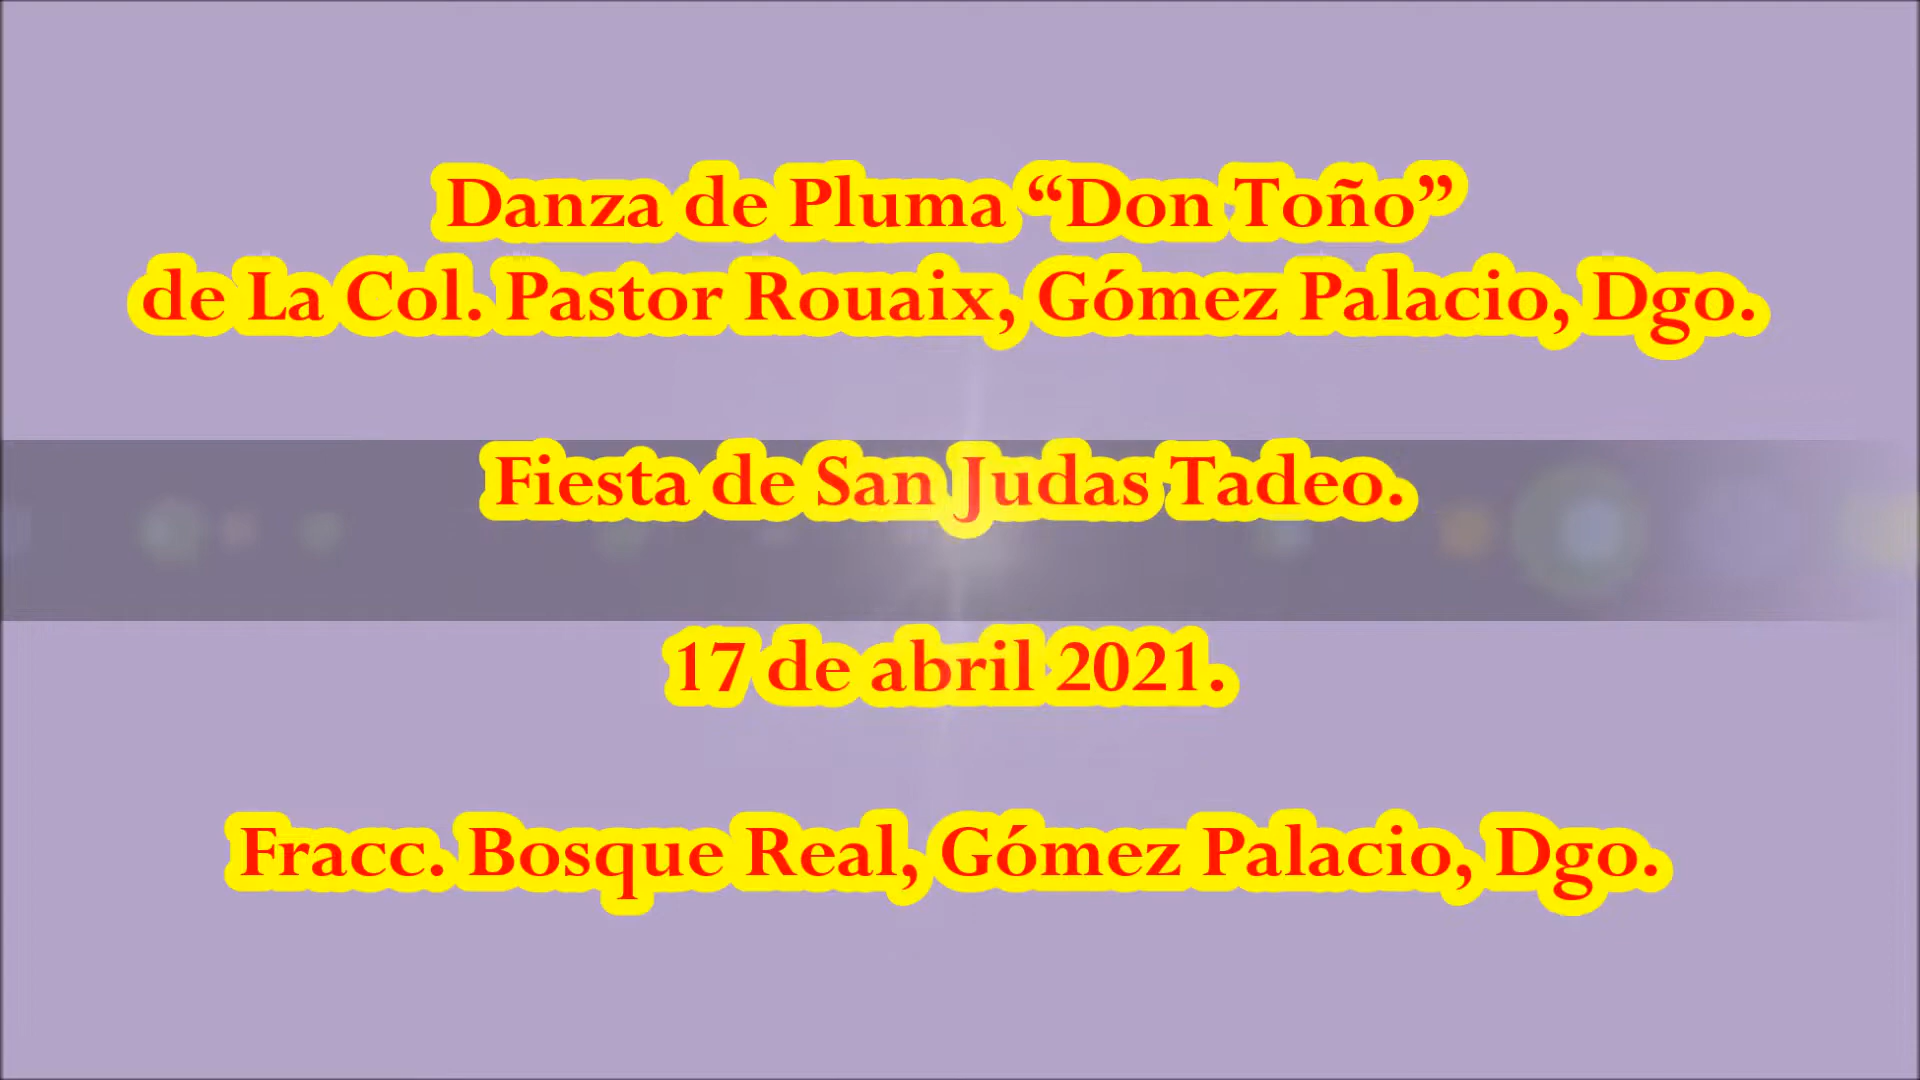 Danza de Pluma “Don Toño”
de La Col. Pastor Rouaix, Gómez Palacio, Dgo.
Fiesta de San Judas Tadeo.
17 de abril 2021.
Fracc. Bosque Real, Gómez Palacio, Dgo.